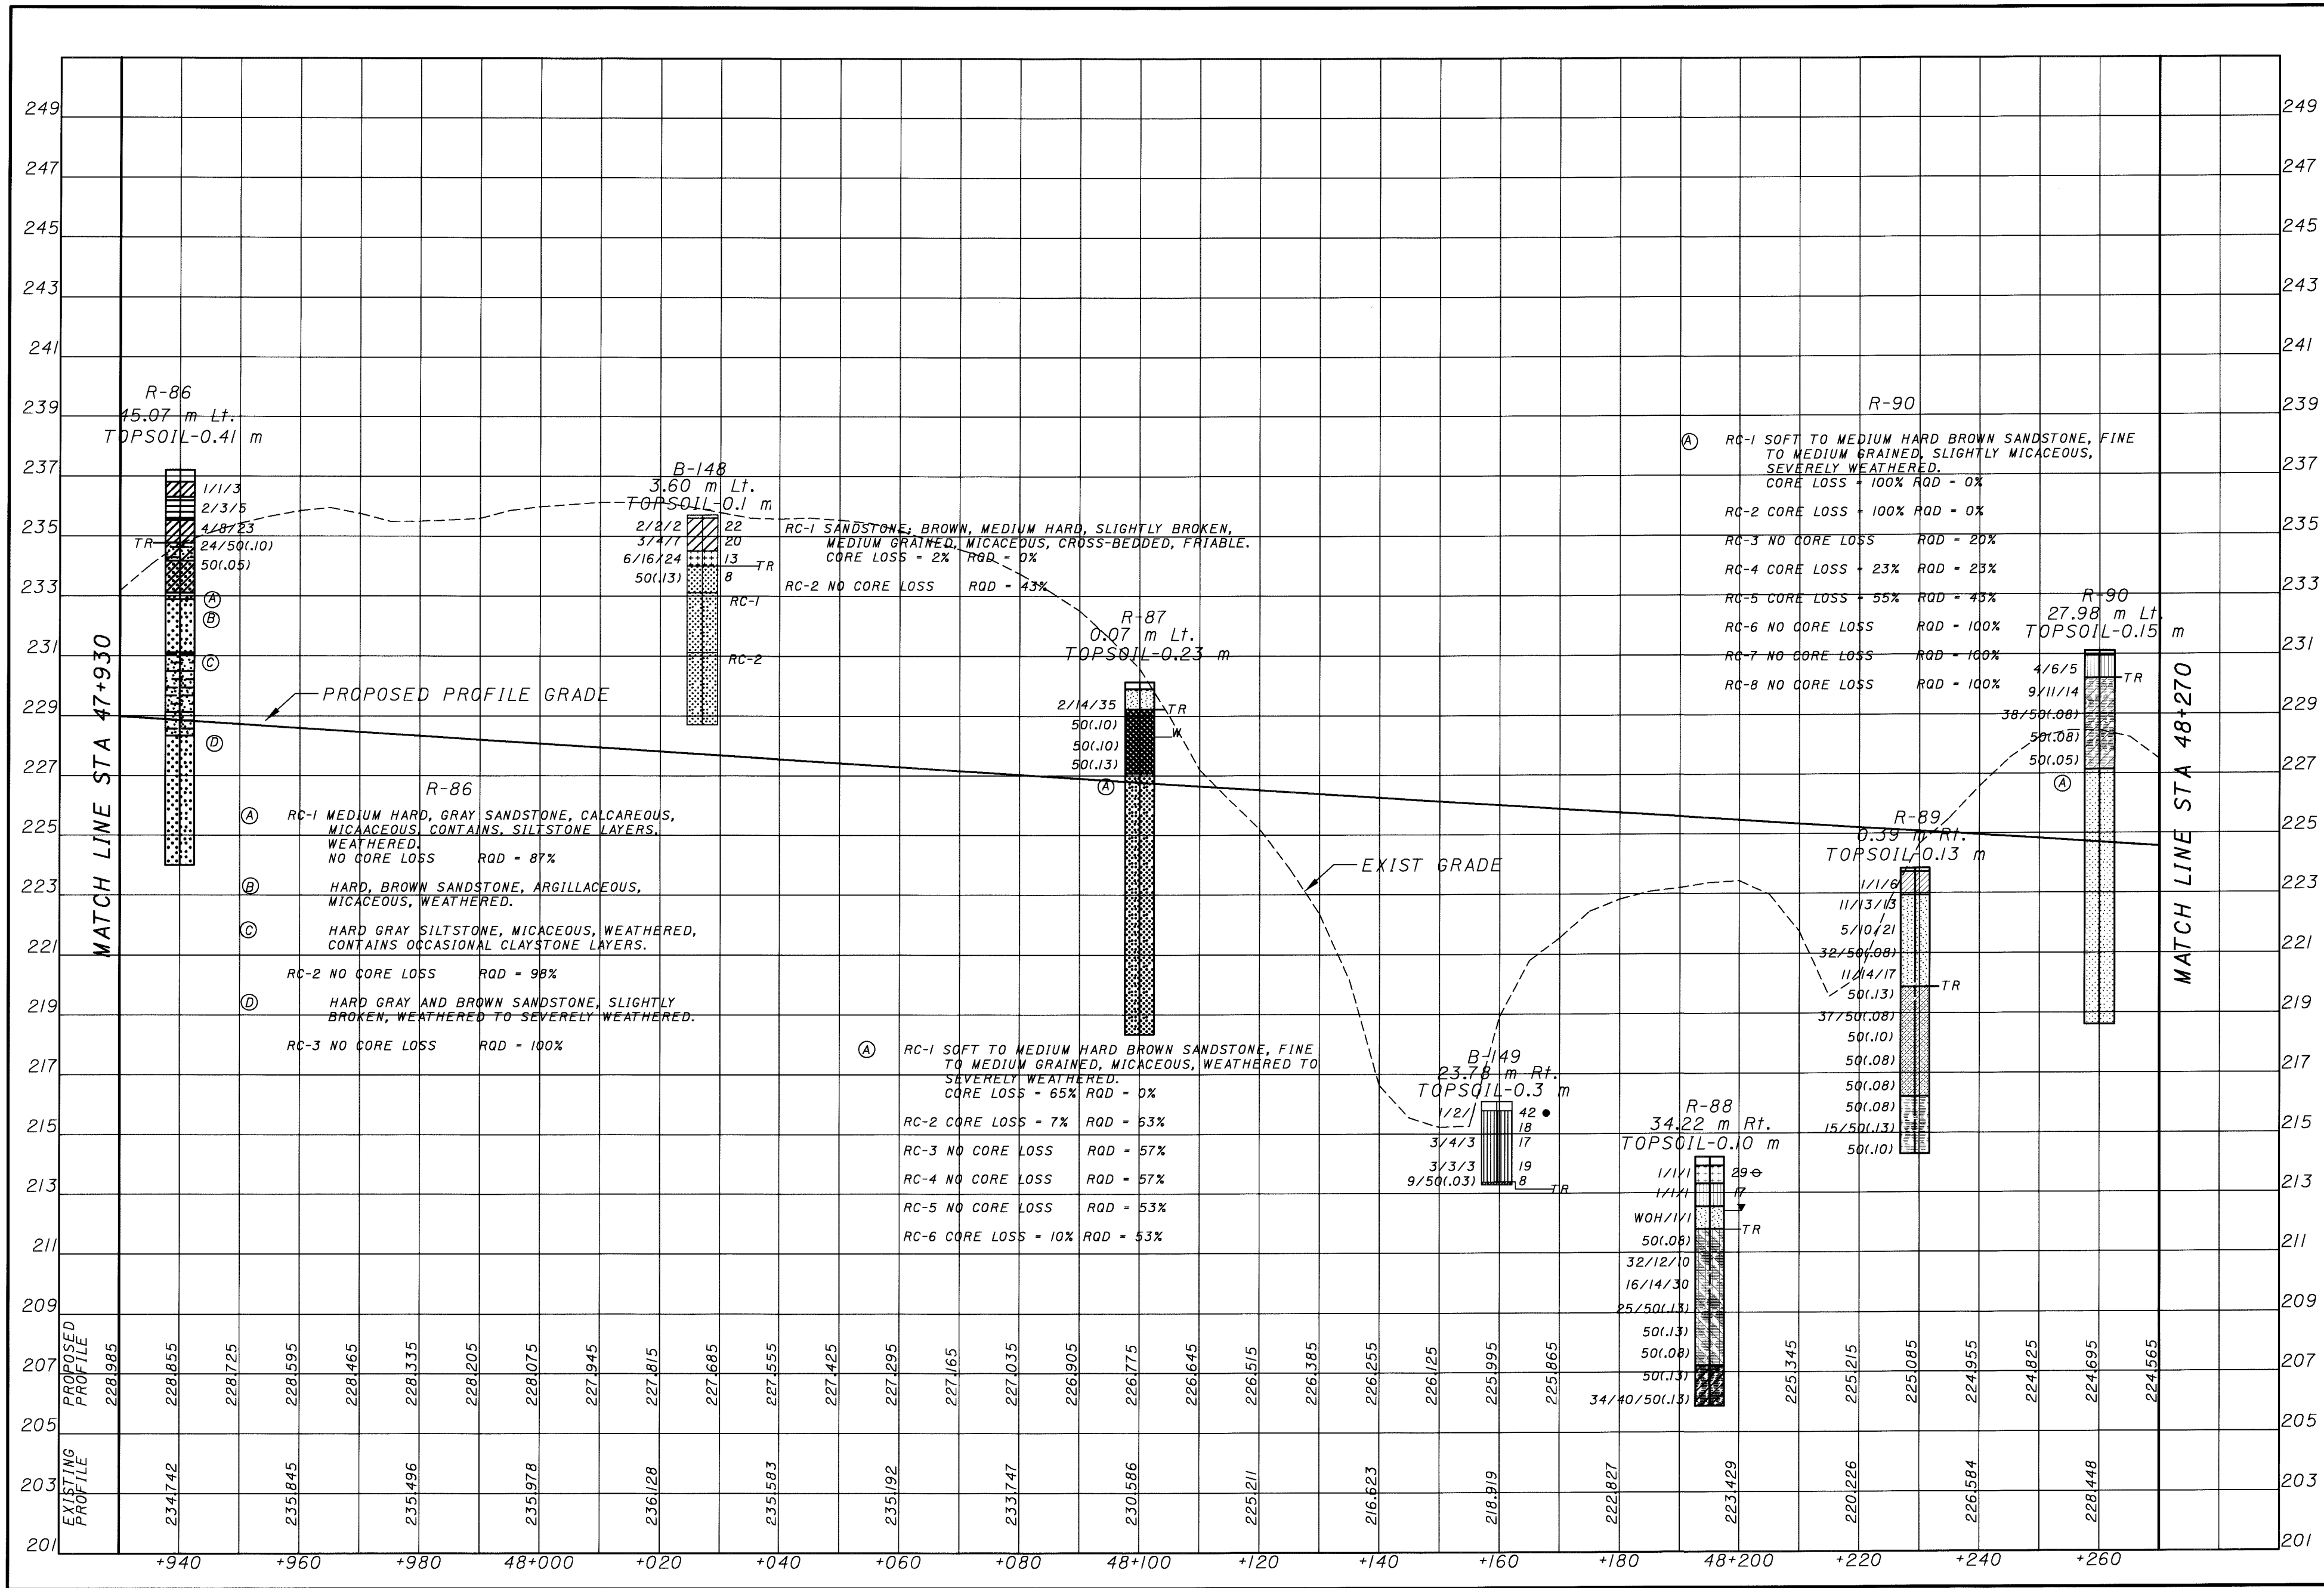 249
247
245
243
241
239
237
235
233
231
229
227
225
223
221
219
217
215
213
211
209
207
205
203
201
249
247
245
243
241
239
237
235
233
231
229
227
225
223
221
219
217
215
213
211
209
207
205
203
201
MATCH LINE STA 47+930
R-86
15.07 m Lt.
TOPSOIL-0.41 m
1/1/3
2/3/5
4/8/23
TR
24/50(.10)
50(.05)
A
B
C
D
PROPOSED PROFILE GRADE
R-86
A RC-1 MEDIUM HARD, GRAY SANDSTONE, CALCAREOUS,
MICAACEOUS, CONTAINS, SILTSTONE LAYERS,
WEATHERED.
NO CORE LOSS RQD = 87%
B HARD, BROWN SANDSTONE, ARGILLACEOUS,
MICACEOUS, WEATHERED.
C HARD GRAY SILTSTONE, MICACEOUS, WEATHERED,
CONTAINS OCCASIONAL CLAYSTONE LAYERS.
RC-2 NO CORE LOSS RQD = 98%
D HARD GRAY AND BROWN SANDSTONE, SLIGHTLY
BROKEN, WEATHERED TO SEVERELY WEATHERED.
RC-3 NO CORE LOSS RQD = 100%
B-148
3.60 m Lt.
TOPSOIL-0.1 m
2/2/2 22
3/4/7 20
6/16/24 13
TR
50(.13) 8
RC-1
RC-2
RC-1 SANDSTONE; BROWN, MEDIUM HARD, SLIGHTLY BROKEN,
MEDIUM GRAINED, MICACEOUS, CROSS-BEDDED, FRIABLE.
CORE LOSS = 2% RQD = 0%
RC-2 NO CORE LOSS RQD = 43%
R-87
0.07 m Lt.
TOPSOIL-0.23 m
2/14/35
TR
50(.10)
W
50(.10)
50(.13)
A
A RC-1 SOFT TO MEDIUM HARD BROWN SANDSTONE, FINE
TO MEDIUM GRAINED, MICACEOUS, WEATHERED TO
SEVERELY WEATHERED.
CORE LOSS = 65% RQD = 0%
RC-2 CORE LOSS = 7% RQD = 63%
RC-3 NO CORE LOSS RQD = 57%
RC-4 NO CORE LOSS RQD = 57%
RC-5 NO CORE LOSS RQD = 53%
RC-6 CORE LOSS = 10% RQD = 53%
EXIST GRADE
B-149
23.78 m Rt.
TOPSOIL-0.3 m
1/2/1 42
18
3/4/3 17
3/3/3 19
9/50(.03) 8
TR
R-88
34.22 m Rt.
TOPSOIL-0.10 m
1/1/1 29
1/1/1 17
WOH/1/1
TR
50(.08)
32/12/10
16/14/30
25/50(.13)
50(.13)
50(.08)
50(.13)
34/40/50(.13)
R-89
0.39 m Rt.
TOPSOIL-0.13 m
1/1/6
11/13/13
5/10/21
32/50(.08)
11/14/17
TR
50(.13)
37/50(.08)
50(.10)
50(.08)
50(.08)
50(.08)
15/50(.13)
50(.10)
R-90
A RC-1 SOFT TO MEDIUM HARD BROWN SANDSTONE, FINE
TO MEDIUM GRAINED, SLIGHTLY MICACEOUS,
SEVERELY WEATHERED.
CORE LOSS = 100% RQD = 0%
RC-2 CORE LOSS = 100% RQD = 0%
RC-3 NO CORE LOSS RQD = 20%
RC-4 CORE LOSS = 23% RQD = 23%
RC-5 CORE LOSS = 55% RQD = 43%
RC-6 NO CORE LOSS RQD = 100%
RC-7 NO CORE LOSS RQD = 100%
RC-8 NO CORE LOSS RQD = 100%
R-90
27.98 m Lt.
TOPSOIL-0.15 m
4/6/5
TR
9/11/14
38/50(.08)
50(.08)
50(.05)
A
MATCH LINE STA 48+270
PROPOSED
PROFILE
228.985 228.855 228.725 228.595 228.465 228.335 228.205 228.075 227.945 227.815 227.685 227.555 227.425 227.295 227.165 227.035 226.905 226.775 226.645 226.515 226.385 226.255 226.125 225.995 225.865 225.345 225.215 225.085 224.955 224.825 224.695 224.565
EXISTING
PROFILE
234.742 235.845 235.496 235.978 236.128 235.583 235.192 233.747 230.586 225.211 216.623 218.919 222.827 223.429 220.226 226.584 228.448
+940 +960 +980 48+000 +020 +040 +060 +080 48+100 +120 +140 +160 +180 48+200 +220 +240 +260